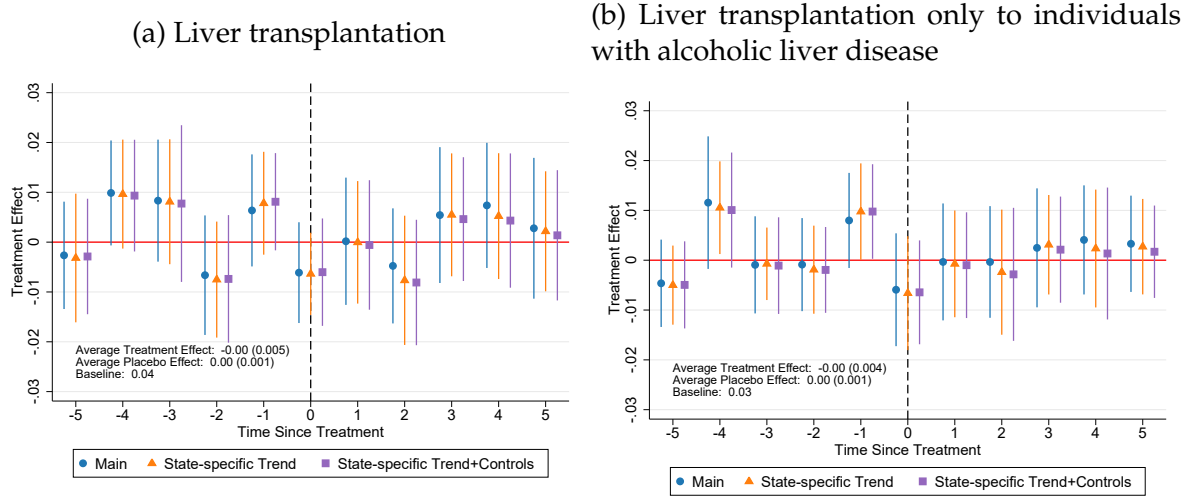 (a) Liver transplantation
.03
.02
.01
0
-.01
-.02
-.03
Treatment Effect
Average Treatment Effect: -0.00 (0.005)
Average Placebo Effect: 0.00 (0.001)
Baseline: 0.04
-5 -4 -3 -2 -1 0 1 2 3 4 5
Time Since Treatment
Main State-specific Trend State-specific Trend+Controls
(b) Liver transplantation only to individuals
with alcoholic liver disease
.03
.02
.01
0
-.01
-.02
-.03
Treatment Effect
Average Treatment Effect: -0.00 (0.004)
Average Placebo Effect: 0.00 (0.001)
Baseline: 0.03
-5 -4 -3 -2 -1 0 1 2 3 4 5
Time Since Treatment
Main State-specific Trend State-specific Trend+Controls